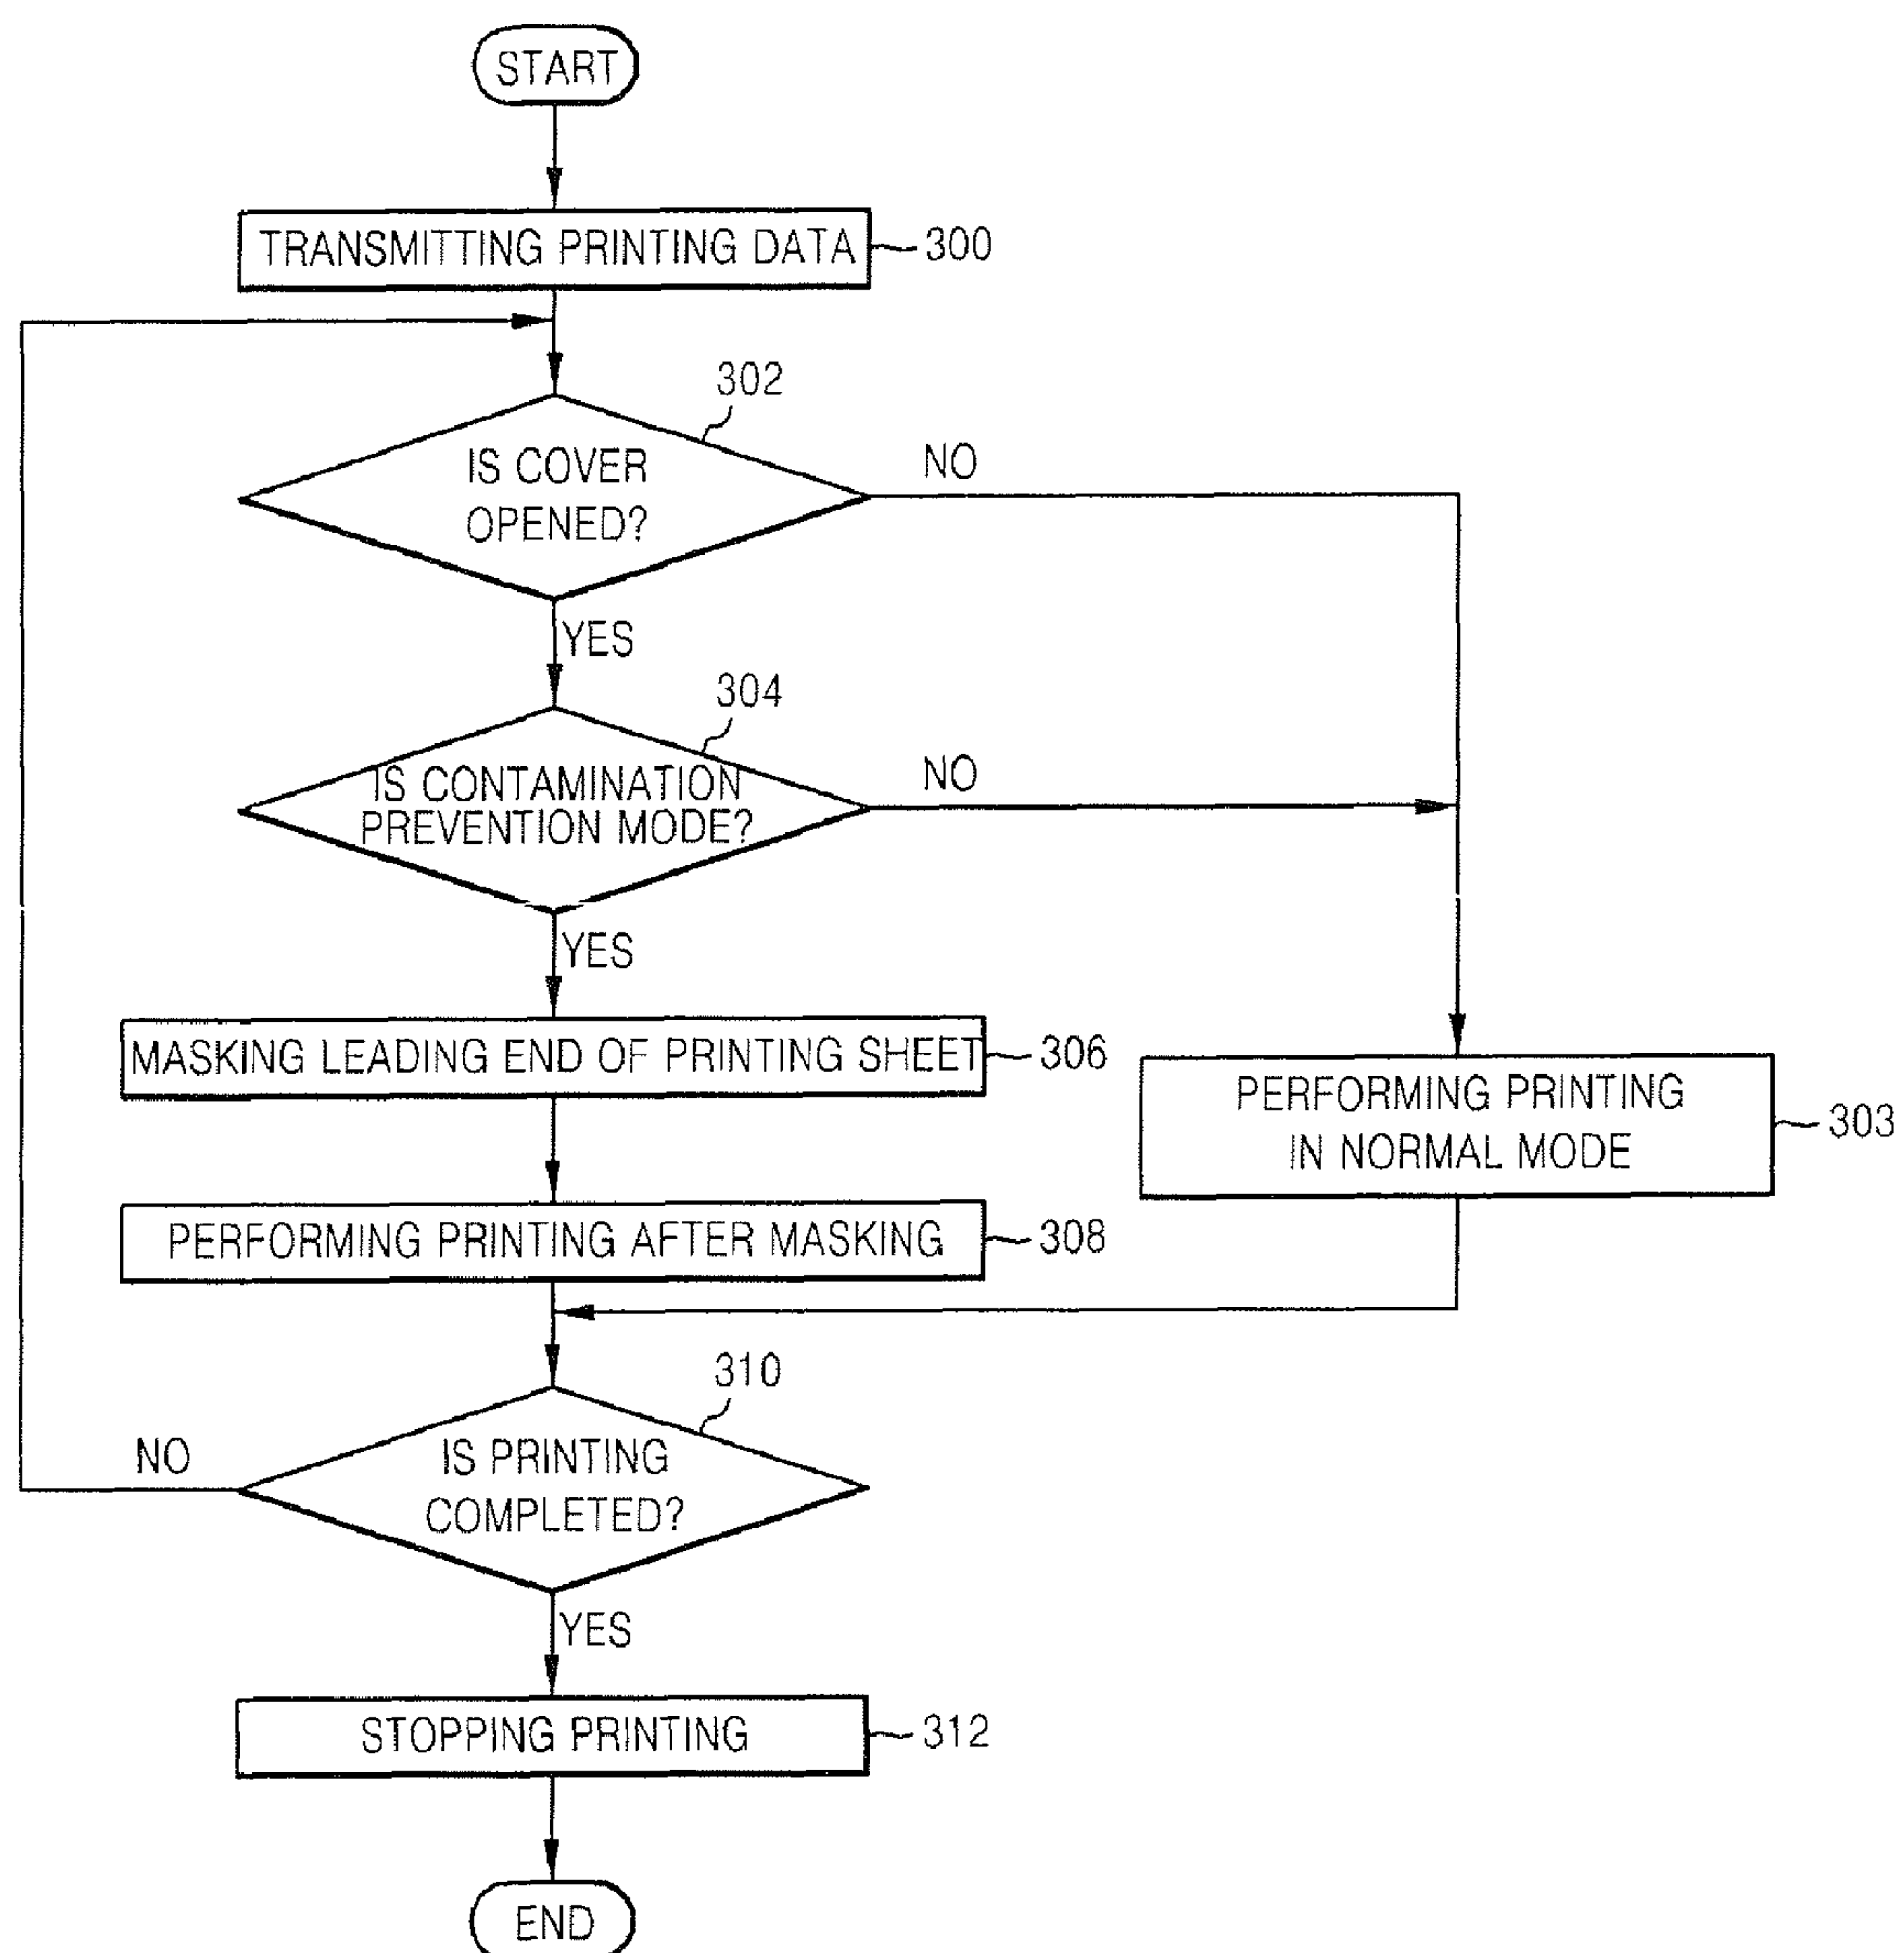 START
TRANSMITTING PRINTING DATA
300
302
IS COVER
OPENED?
NO
YES
304
IS CONTAMINATION
PREVENTION MODE?
NO
YES
MASKING LEADING END OF PRINTING SHEET
306
PERFORMING PRINTING
IN NORMAL MODE
303
PERFORMING PRINTING AFTER MASKING
308
310
IS PRINTING
COMPLETED?
NO
YES
STOPPING PRINTING
312
END